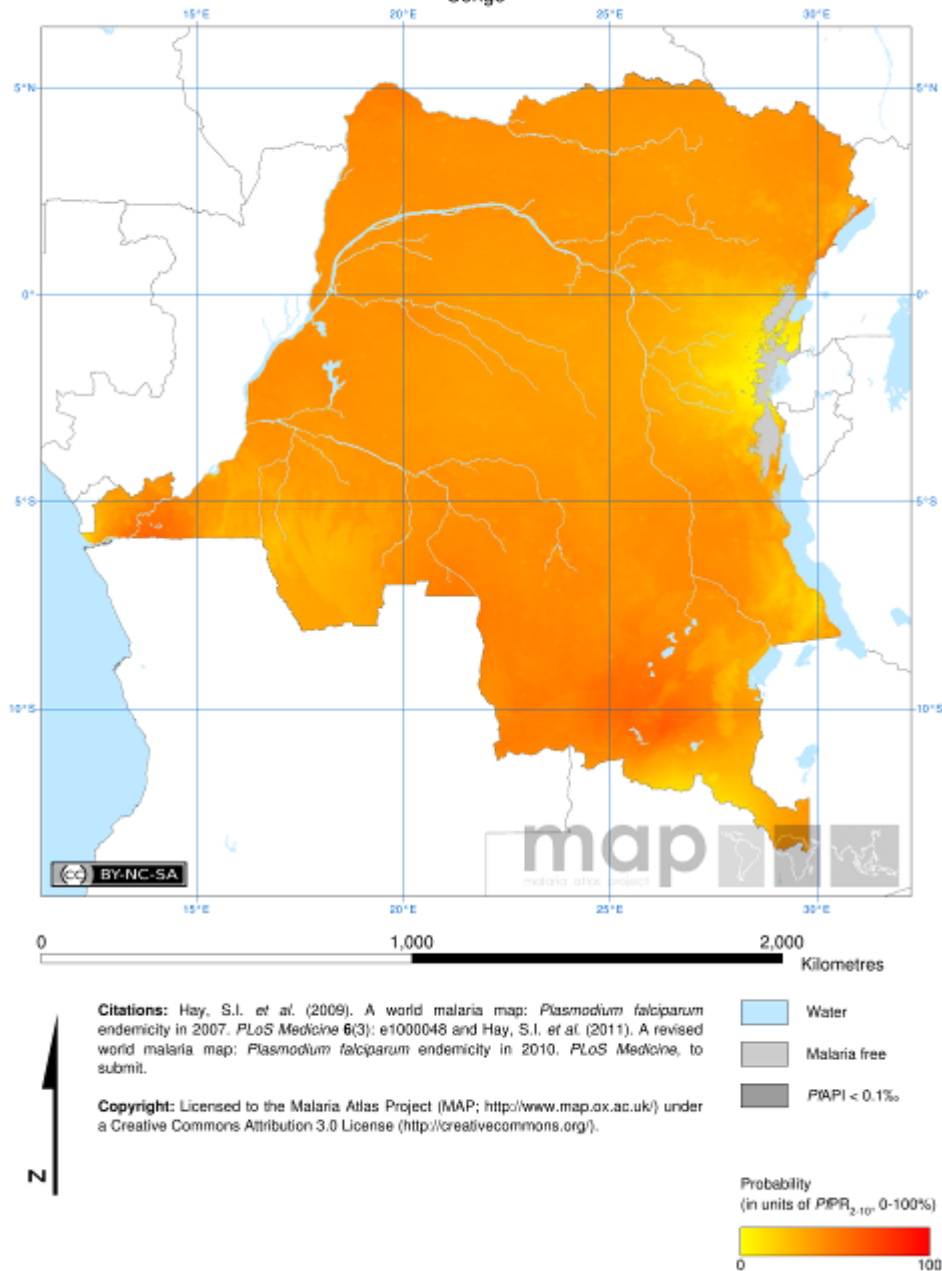 Congo
15°E 20°E 25°E 30°E
5°N 5°N
0° 0°
5°S 5°S
10°S 10°S
map
malaria atlas project
cc BY-NC-SA
15°E 20°E 25°E 30°E
0 1,000 2,000
Kilometres
Citations: Hay, S.I. et al. (2009). A world malaria map: Plasmodium falciparum
endemicity in 2007. PLoS Medicine 6(3): e1000048 and Hay, S.I. et al. (2011). A revised
world malaria map: Plasmodium falciparum endemicity in 2010. PLoS Medicine, to
submit.
Copyright: Licensed to the Malaria Atlas Project (MAP; http://www.map.ox.ac.uk/) under
a Creative Commons Attribution 3.0 License (http://creativecommons.org/).
N
Water
Malaria free
PfAPI < 0.1‰
Probability
(in units of PfPR2-10, 0-100%)
0 100